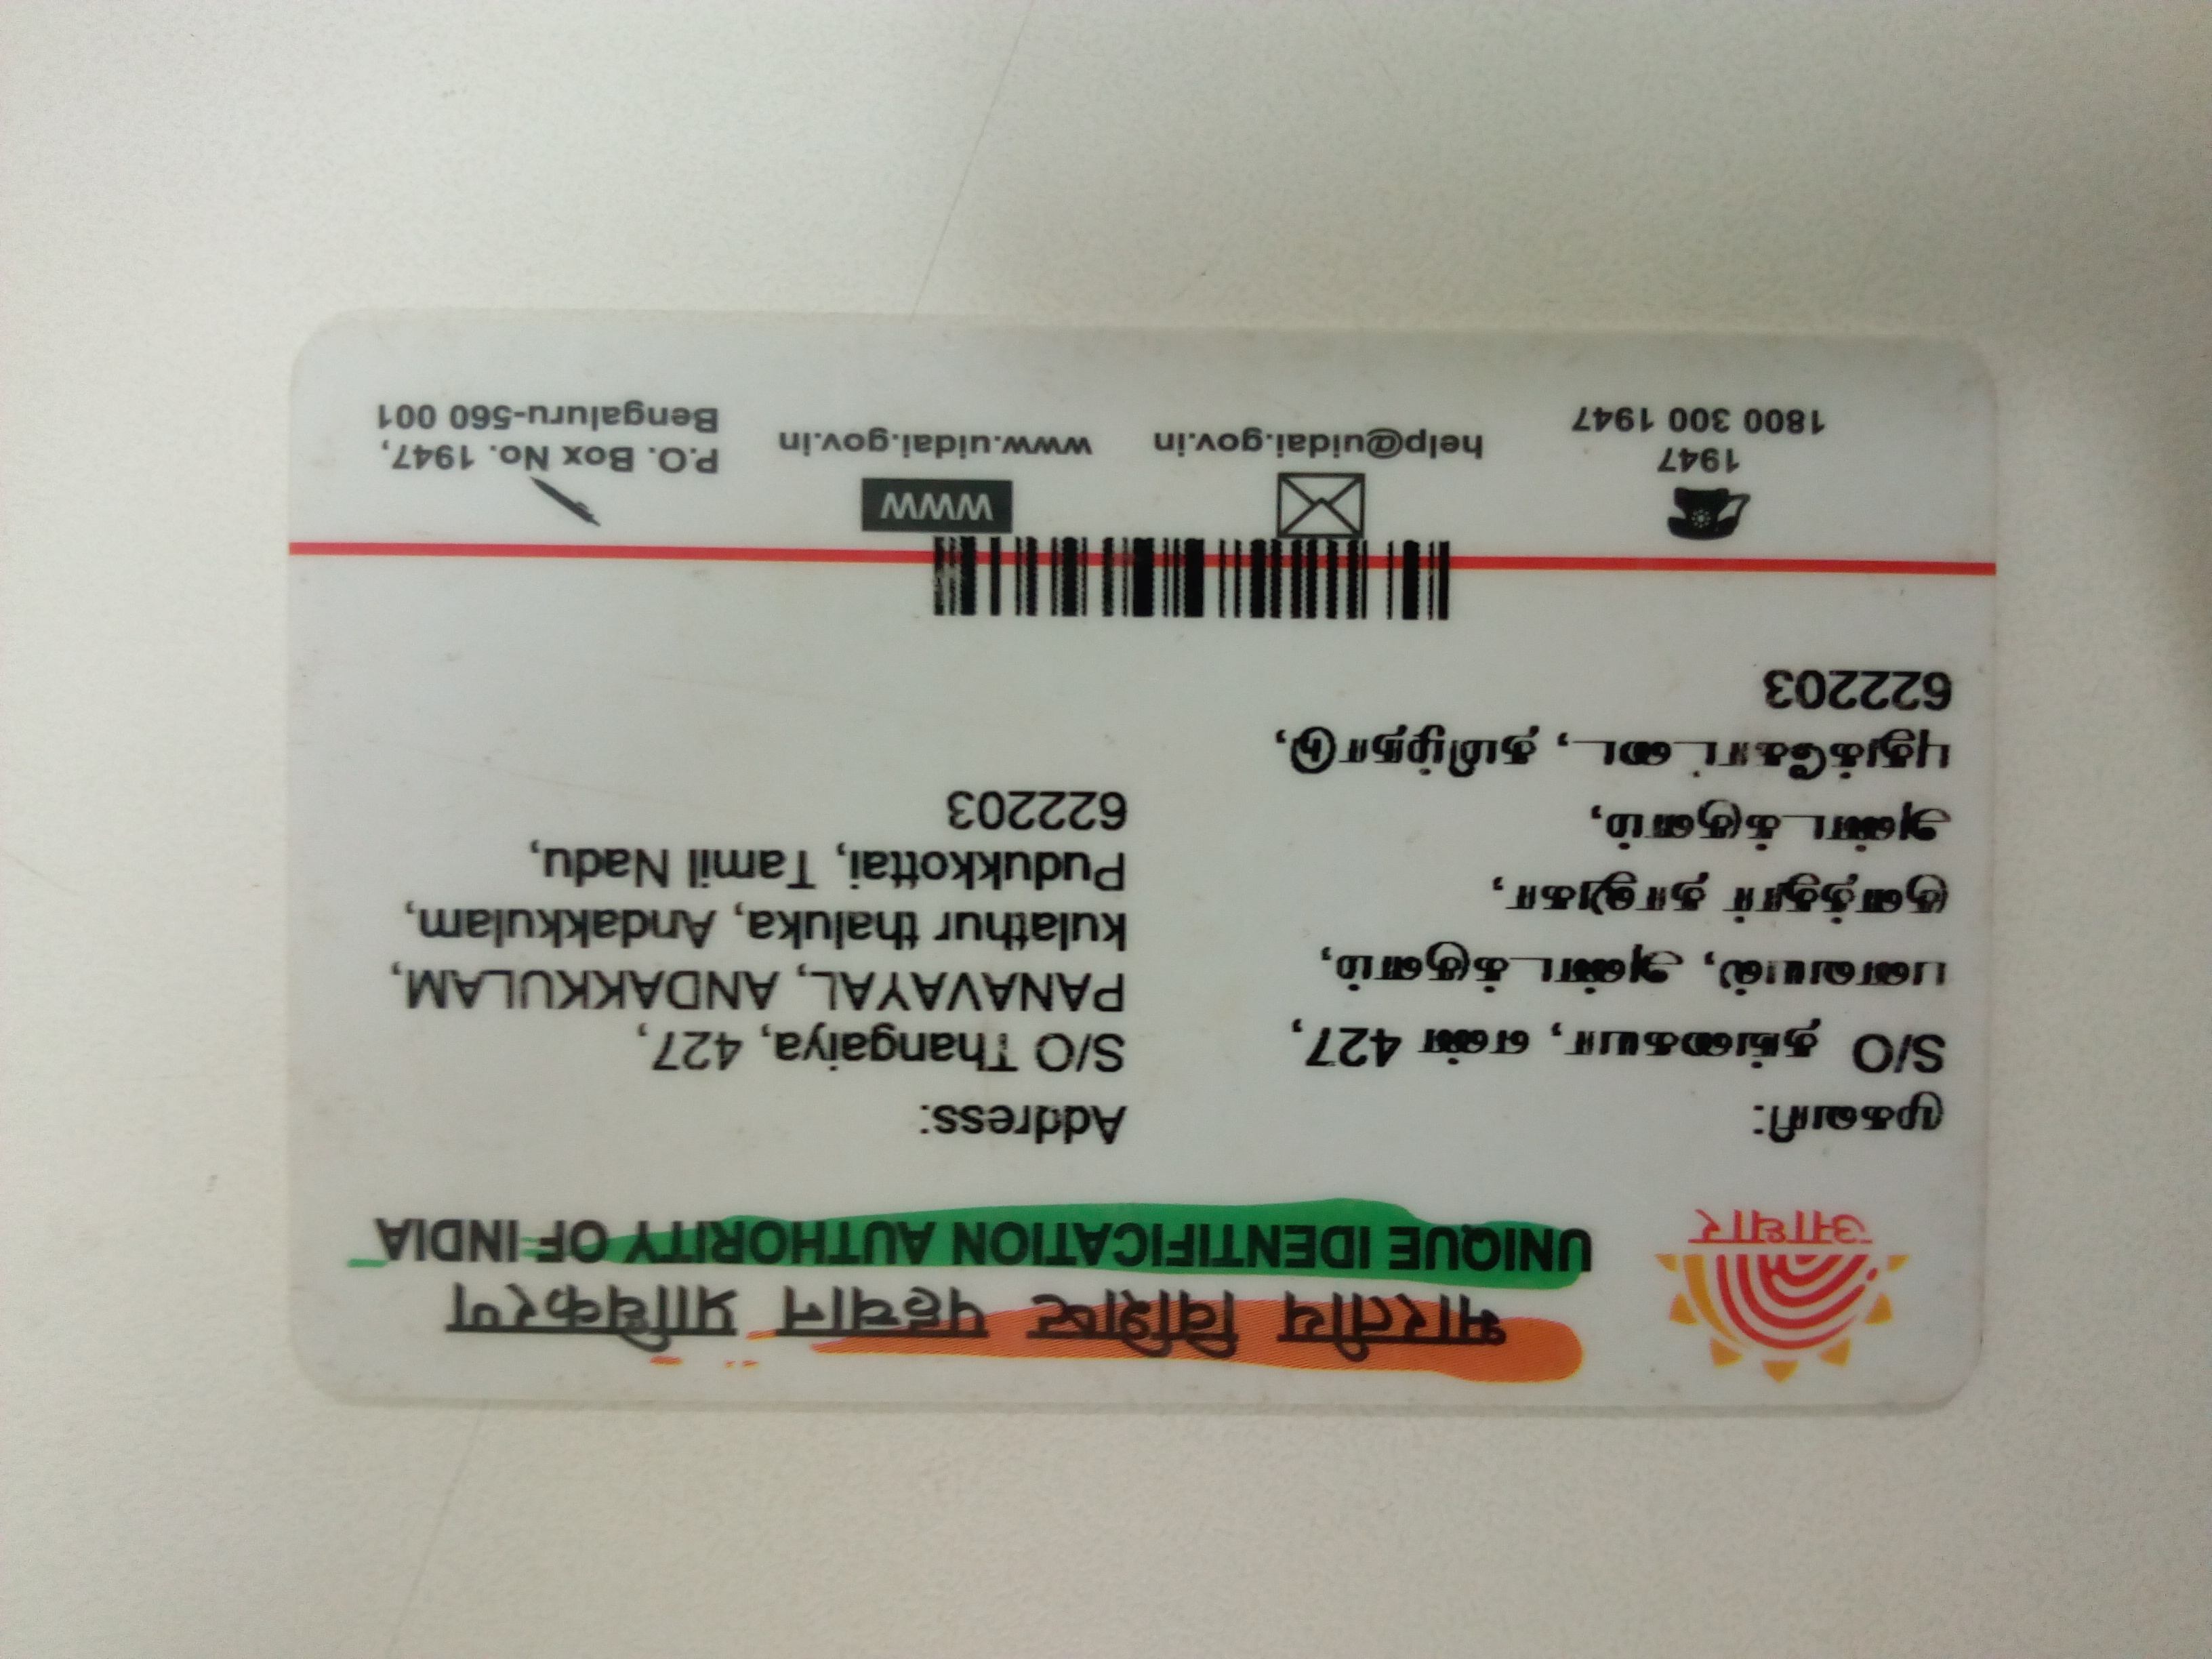 भारतीय विशिष्ट पहचान प्राधिकरण
UNIQUE IDENTIFICATION AUTHORITY OF INDIA
आधार
முகவரி:
S/O தங்கையா, எண் 427,
பனவயல், அண்டக்குளம்,
குளத்தூர் தாலுகா,
அண்டக்குளம்,
புதுக்கோட்டை, தமிழ்நாடு,
622203
Address:
S/O Thangaiya, 427,
PANAVAYAL, ANDAKKULAM,
kulathur thaluka, Andakkulam,
Pudukkottai, Tamil Nadu,
622203
1947
1800 300 1947
help@uidai.gov.in
WWW
www.uidai.gov.in
P.O. Box No. 1947,
Bengaluru-560 001